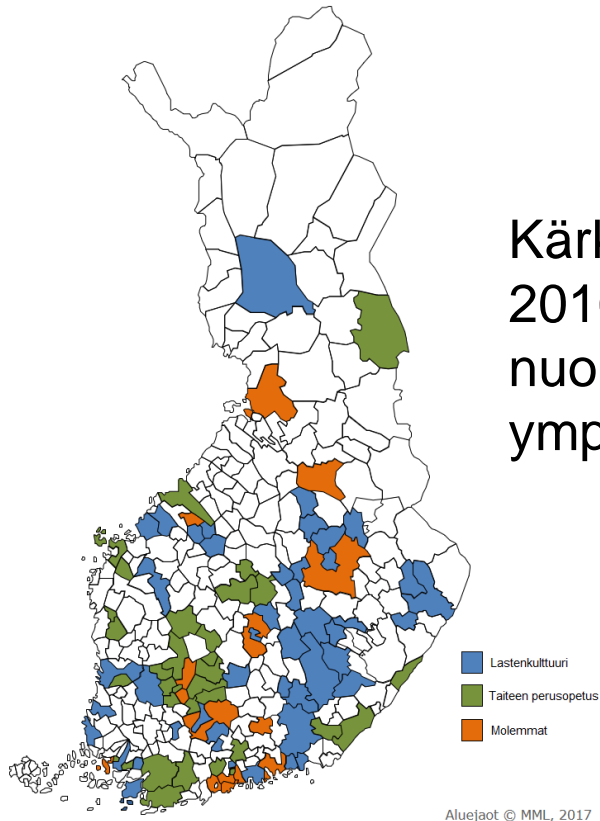 Kärk
201
nuo
ymp
Lastenkulttuuri
Taiteen perusopetus
Molemmat
Aluejaot © MML, 2017